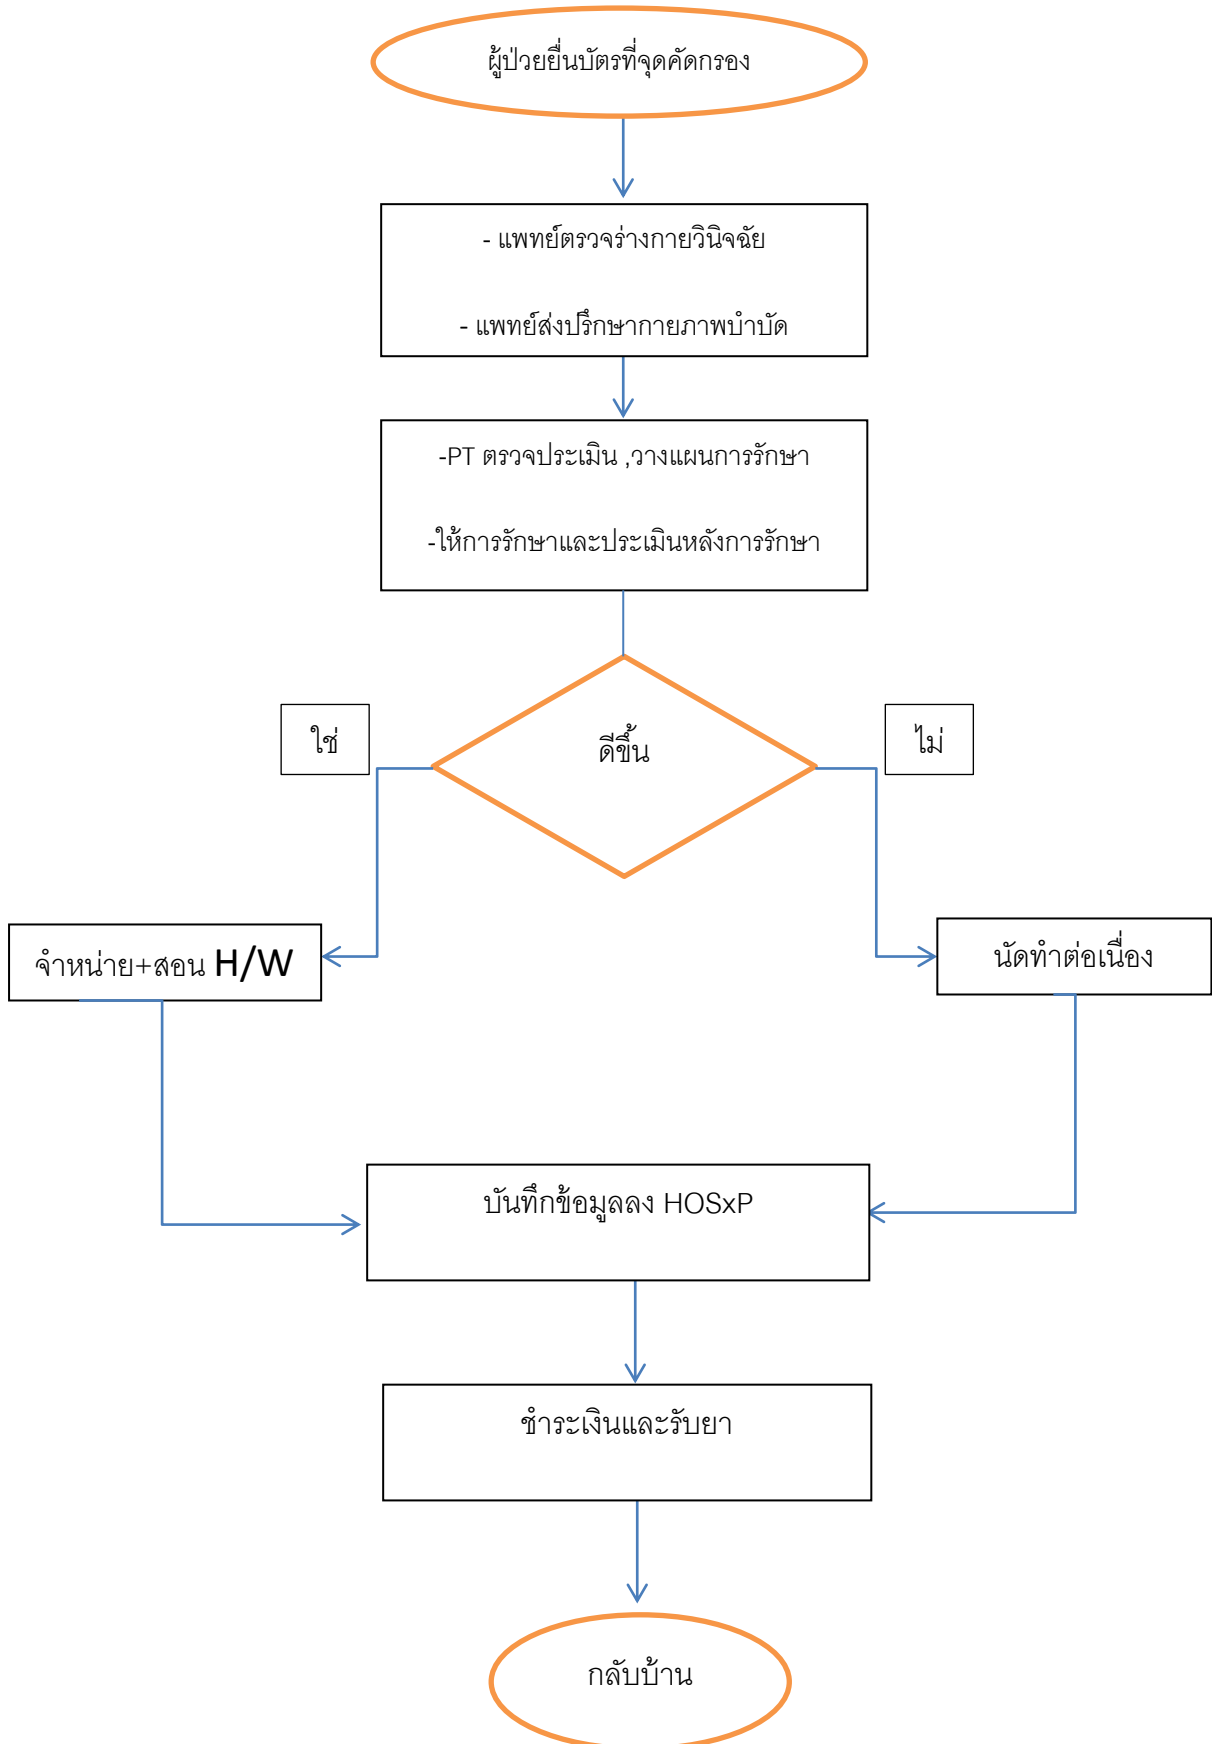 ผู้ป่วยยื่นบัตรที่จุดคัดกรอง
- แพทย์ตรวจร่างกายวินิจฉัย
- แพทย์ส่งปรึกษากายภาพบำบัด
-PT ตรวจประเมิน ,วางแผนการรักษา
-ให้การรักษาและประเมินหลังการรักษา
ใช่
ดีขึ้น
ไม่
จำหน่าย+สอน H/W
นัดทำต่อเนื่อง
บันทึกข้อมูลลง HOSxP
ชำระเงินและรับยา
กลับบ้าน